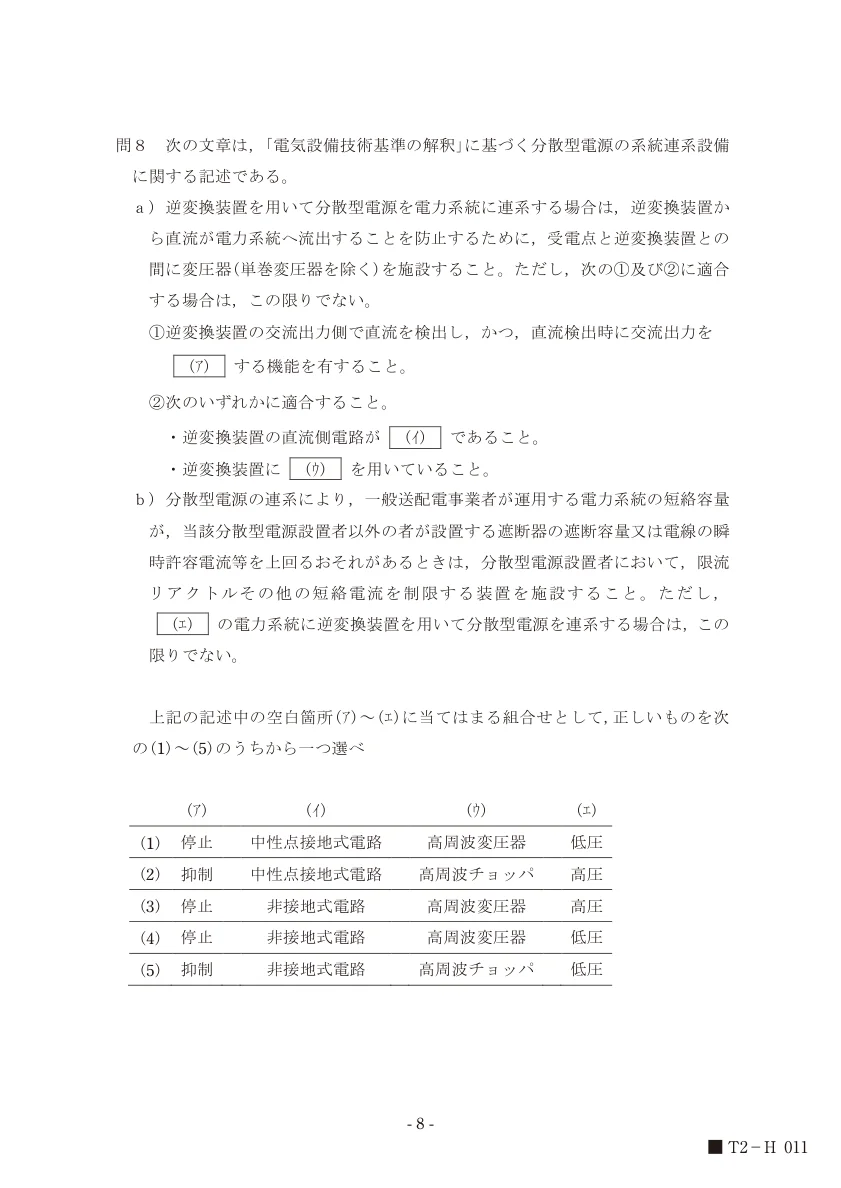 問８　次の文章は，「電気設備技術基準の解釈」に基づく分散型電源の系統連系設備
に関する記述である。
ａ）逆変換装置を用いて分散型電源を電力系統に連系する場合は，逆変換装置か
ら直流が電力系統へ流出することを防止するために，受電点と逆変換装置との
間に変圧器(単巻変圧器を除く)を施設すること。ただし，次の①及び②に適合
する場合は，この限りでない。
①逆変換装置の交流出力側で直流を検出し，かつ，直流検出時に交流出力を
(ｱ) する機能を有すること。
②次のいずれかに適合すること。
・逆変換装置の直流側電路が (ｲ) であること。
・逆変換装置に (ｳ) を用いていること。
ｂ）分散型電源の連系により，一般送配電事業者が運用する電力系統の短絡容量
が，当該分散型電源設置者以外の者が設置する遮断器の遮断容量又は電線の瞬
時許容電流等を上回るおそれがあるときは，分散型電源設置者において，限流
リアクトルその他の短絡電流を制限する装置を施設すること。ただし，
(ｴ) の電力系統に逆変換装置を用いて分散型電源を連系する場合は，この
限りでない。
上記の記述中の空白箇所(ｱ)～(ｴ)に当てはまる組合せとして，正しいものを次
の(1)～(5)のうちから一つ選べ
(ｱ) (ｲ) (ｳ) (ｴ)
(1) 停止 中性点接地式電路 高周波変圧器 低圧
(2) 抑制 中性点接地式電路 高周波チョッパ 高圧
(3) 停止 非接地式電路 高周波変圧器 高圧
(4) 停止 非接地式電路 高周波変圧器 低圧
(5) 抑制 非接地式電路 高周波チョッパ 低圧
- 8 -
■ T2－H 011